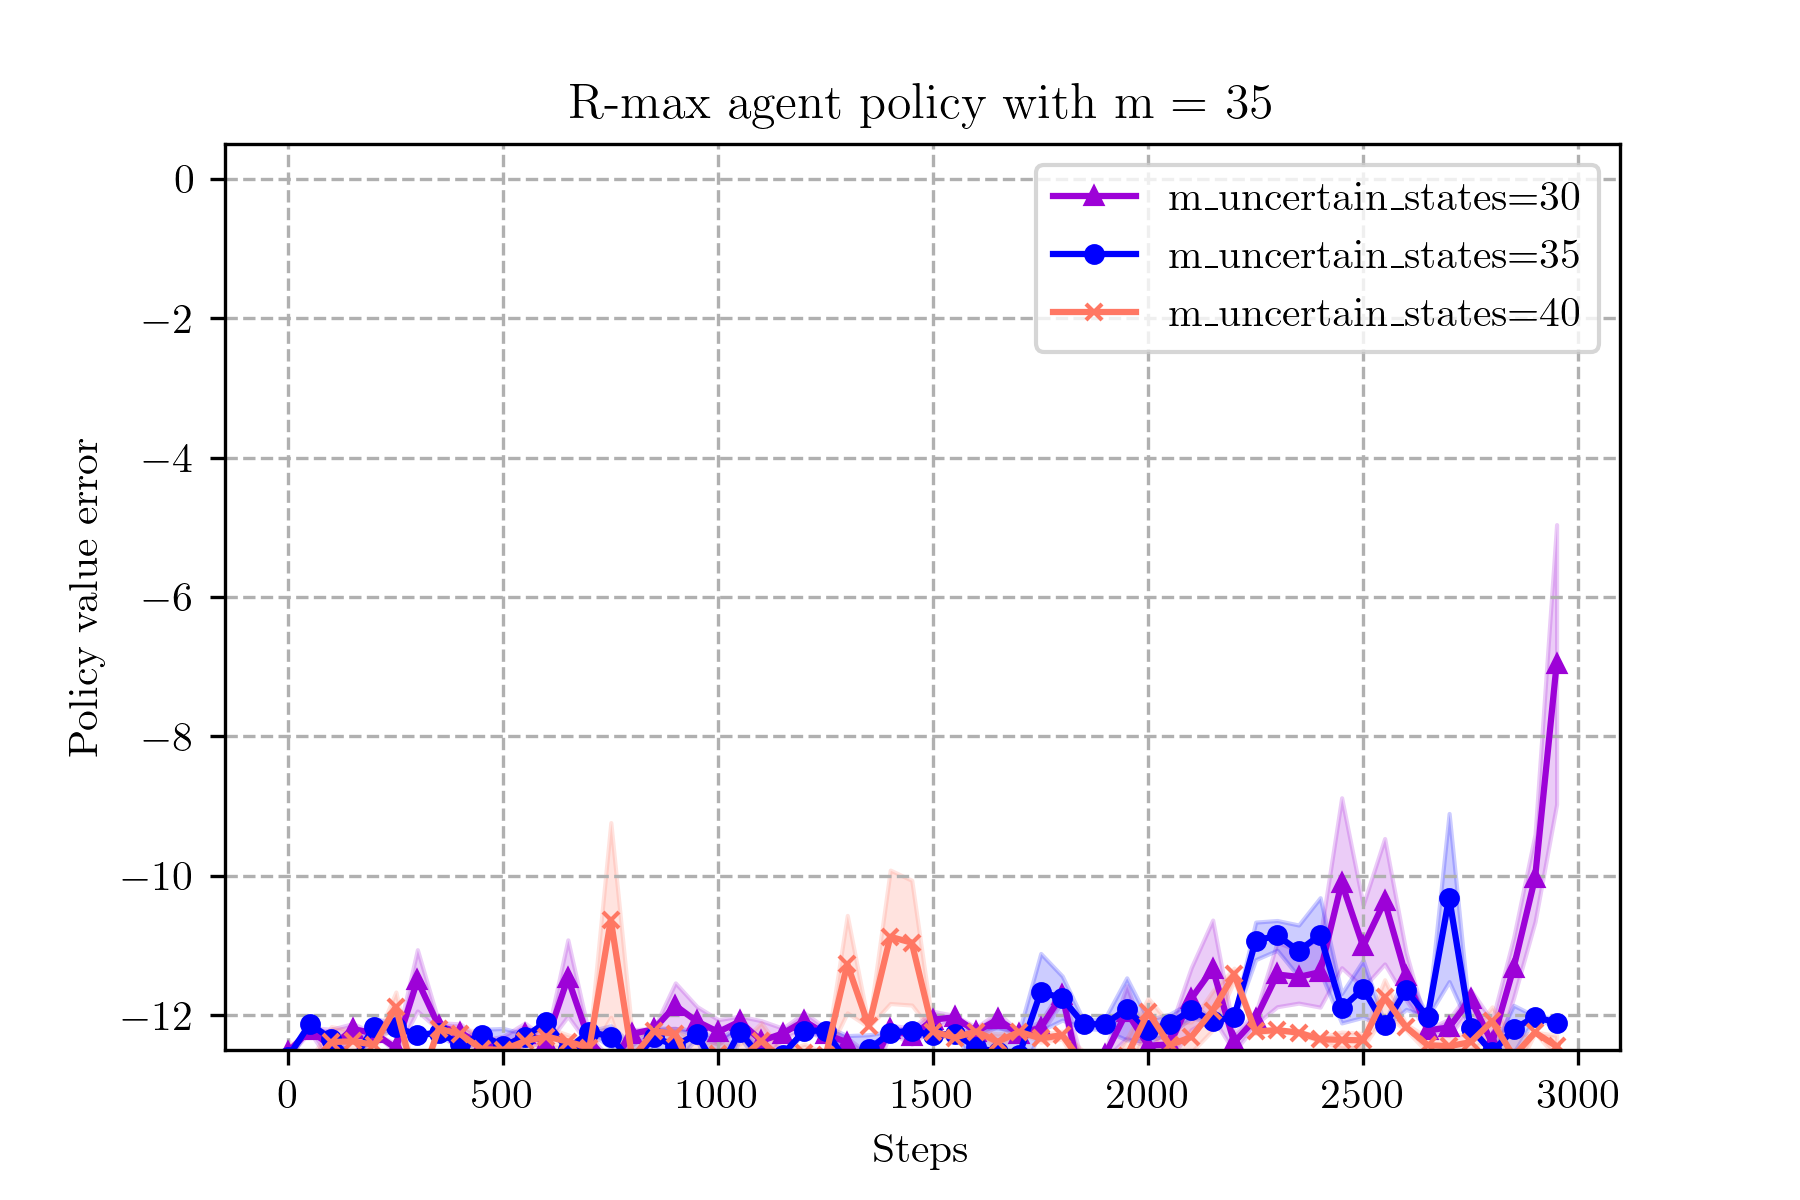 R-max agent policy with m = 35
0
−2
−4
−6
−8
−10
−12
Policy value error
m_uncertain_states=30
m_uncertain_states=35
m_uncertain_states=40
0 500 1000 1500 2000 2500 3000
Steps